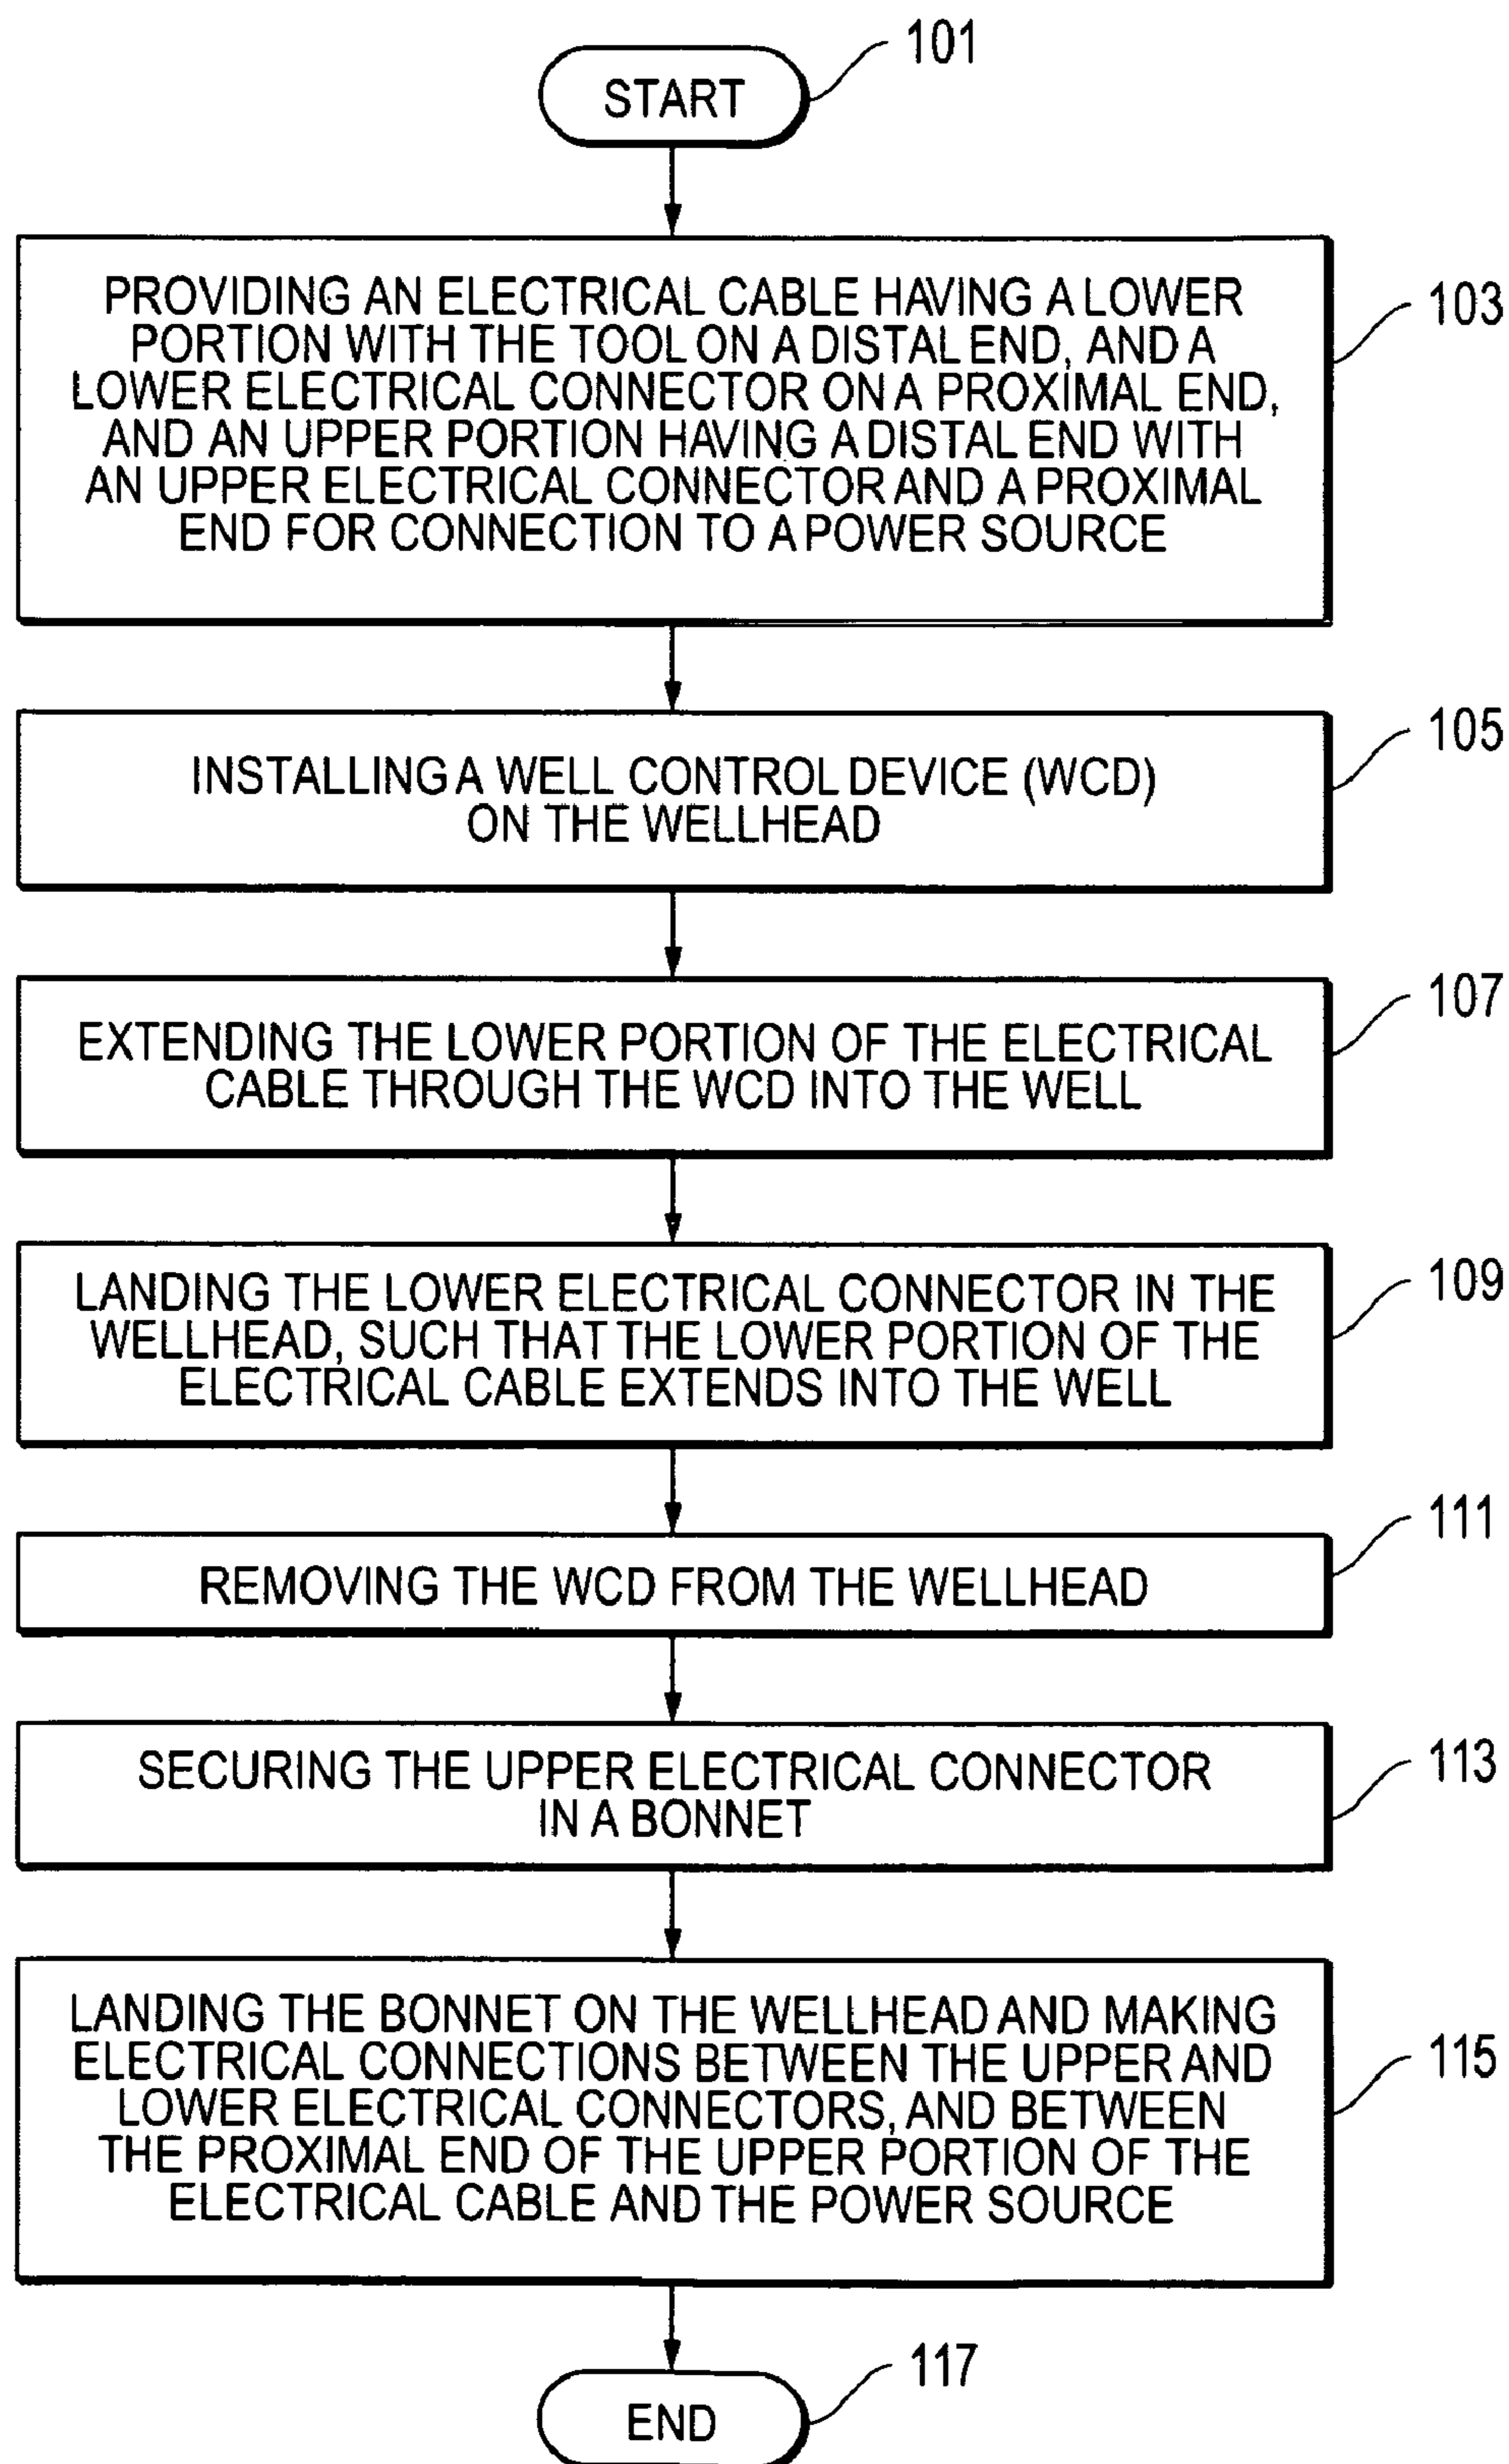 101
START
103
PROVIDING AN ELECTRICAL CABLE HAVING A LOWER
PORTION WITH THE TOOL ON A DISTAL END, AND A
LOWER ELECTRICAL CONNECTOR ON A PROXIMAL END,
AND AN UPPER PORTION HAVING A DISTAL END WITH
AN UPPER ELECTRICAL CONNECTOR AND A PROXIMAL
END FOR CONNECTION TO A POWER SOURCE
105
INSTALLING A WELL CONTROL DEVICE (WCD)
ON THE WELLHEAD
107
EXTENDING THE LOWER PORTION OF THE ELECTRICAL
CABLE THROUGH THE WCD INTO THE WELL
109
LANDING THE LOWER ELECTRICAL CONNECTOR IN THE
WELLHEAD, SUCH THAT THE LOWER PORTION OF THE
ELECTRICAL CABLE EXTENDS INTO THE WELL
111
REMOVING THE WCD FROM THE WELLHEAD
113
SECURING THE UPPER ELECTRICAL CONNECTOR
IN A BONNET
115
LANDING THE BONNET ON THE WELLHEAD AND MAKING
ELECTRICAL CONNECTIONS BETWEEN THE UPPER AND
LOWER ELECTRICAL CONNECTORS, AND BETWEEN
THE PROXIMAL END OF THE UPPER PORTION OF THE
ELECTRICAL CABLE AND THE POWER SOURCE
117
END